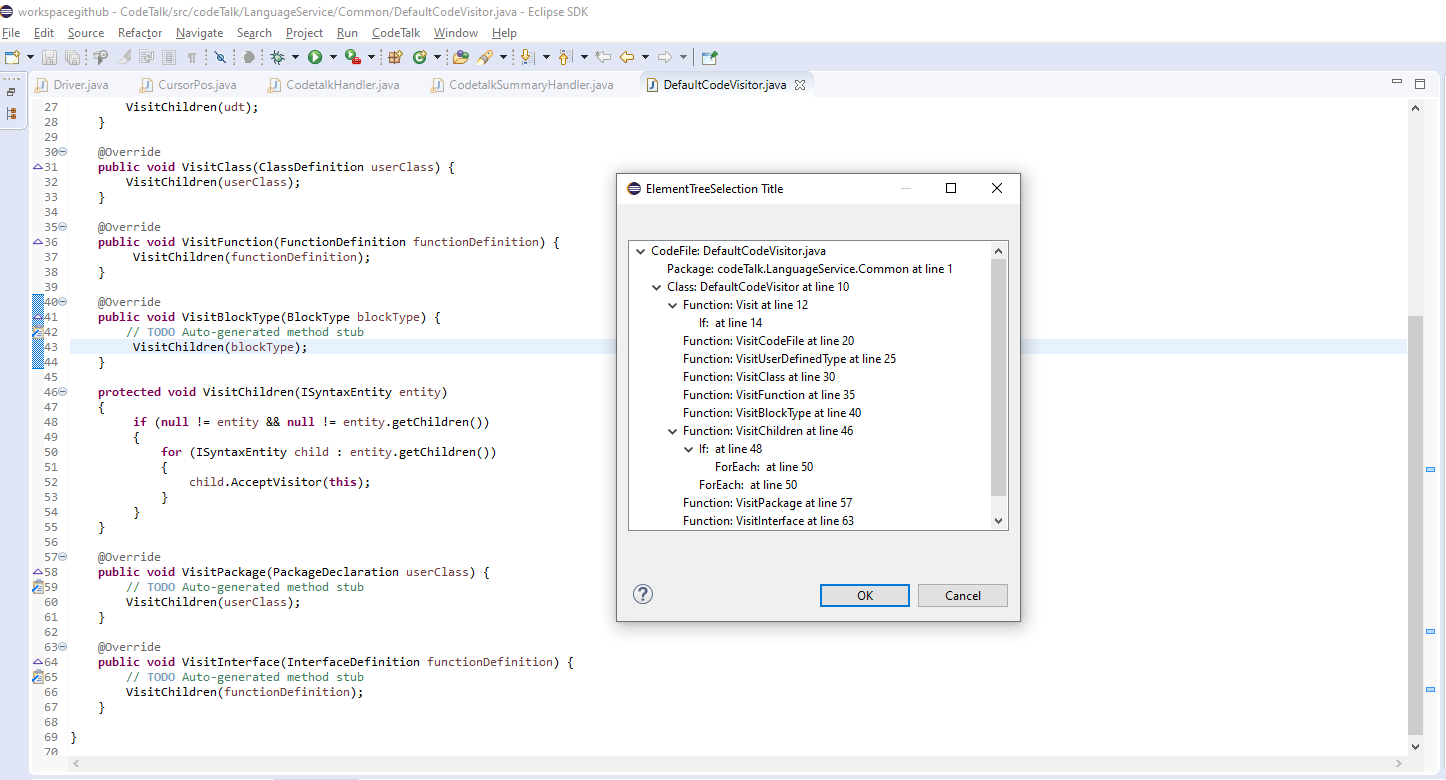 workspacegithub - CodeTalk/src/codeTalk/LanguageService/Common/DefaultCodeVisitor.java - Eclipse SDK
File Edit Source Refactor Navigate Search Project Run CodeTalk Window Help
Driver.java CursorPos.java CodetalkHandler.java CodetalkSummaryHandler.java DefaultCodeVisitor.java
27 VisitChildren(udt);
28 }
29
30 @Override
31 public void VisitClass(ClassDefinition userClass) {
32 VisitChildren(userClass);
33 }
34
35 @Override
36 public void VisitFunction(FunctionDefinition functionDefinition) {
37 VisitChildren(functionDefinition);
38 }
39
40 @Override
41 public void VisitBlockType(BlockType blockType) {
42 // TODO Auto-generated method stub
43 VisitChildren(blockType);
44 }
45
46 protected void VisitChildren(ISyntaxEntity entity)
47 {
48 if (null != entity && null != entity.getChildren())
49 {
50 for (ISyntaxEntity child : entity.getChildren())
51 {
52 child.AcceptVisitor(this);
53 }
54 }
55 }
56
57 @Override
58 public void VisitPackage(PackageDeclaration userClass) {
59 // TODO Auto-generated method stub
60 VisitChildren(userClass);
61 }
62
63 @Override
64 public void VisitInterface(InterfaceDefinition functionDefinition) {
65 // TODO Auto-generated method stub
66 VisitChildren(functionDefinition);
67 }
68
69 }
70
ElementTreeSelection Title
CodeFile: DefaultCodeVisitor.java
Package: codeTalk.LanguageService.Common at line 1
Class: DefaultCodeVisitor at line 10
Function: Visit at line 12
If: at line 14
Function: VisitCodeFile at line 20
Function: VisitUserDefinedType at line 25
Function: VisitClass at line 30
Function: VisitFunction at line 35
Function: VisitBlockType at line 40
Function: VisitChildren at line 46
If: at line 48
ForEach: at line 50
ForEach: at line 50
Function: VisitPackage at line 57
Function: VisitInterface at line 63
?
OK Cancel